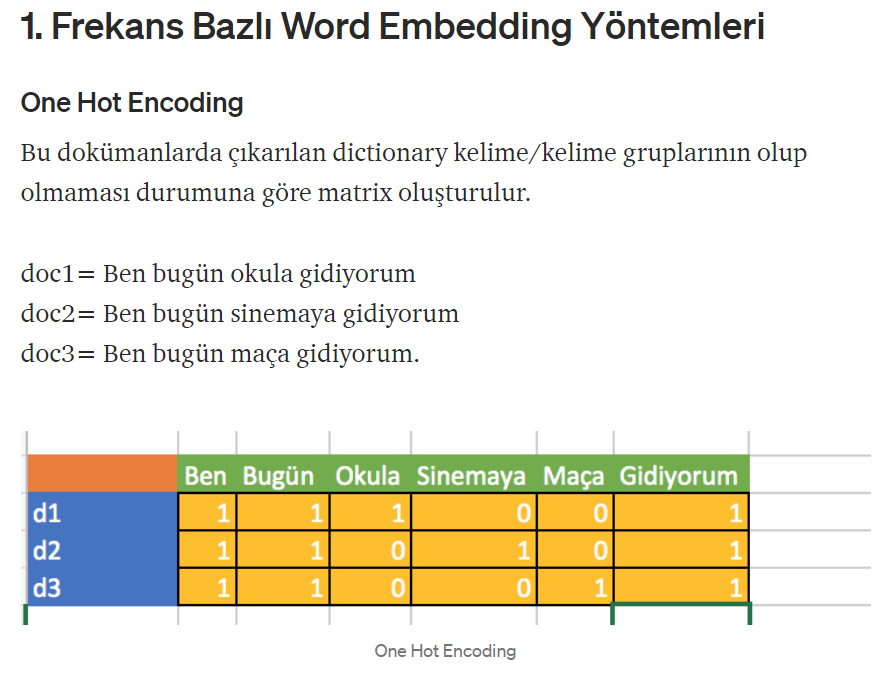 1. Frekans Bazlı Word Embedding Yöntemleri
One Hot Encoding
Bu dokümanlarda çıkarılan dictionary kelime/kelime gruplarının olup
olmaması durumuna göre matrix oluşturulur.
doc1= Ben bugün okula gidiyorum
doc2= Ben bugün sinemaya gidiyorum
doc3= Ben bugün maça gidiyorum.
Ben Bugün Okula Sinemaya Maça Gidiyorum
d1 1 1 1 0 0 1
d2 1 1 0 1 0 1
d3 1 1 0 0 1 1
One Hot Encoding